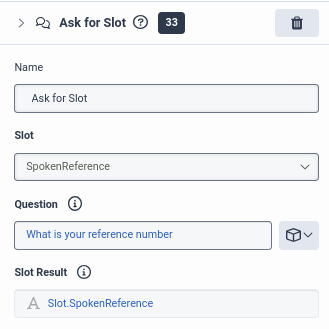 Ask for Slot 33
Name
Ask for Slot
Slot
SpokenReference
Question
What is your reference number
Slot Result
Slot.SpokenReference